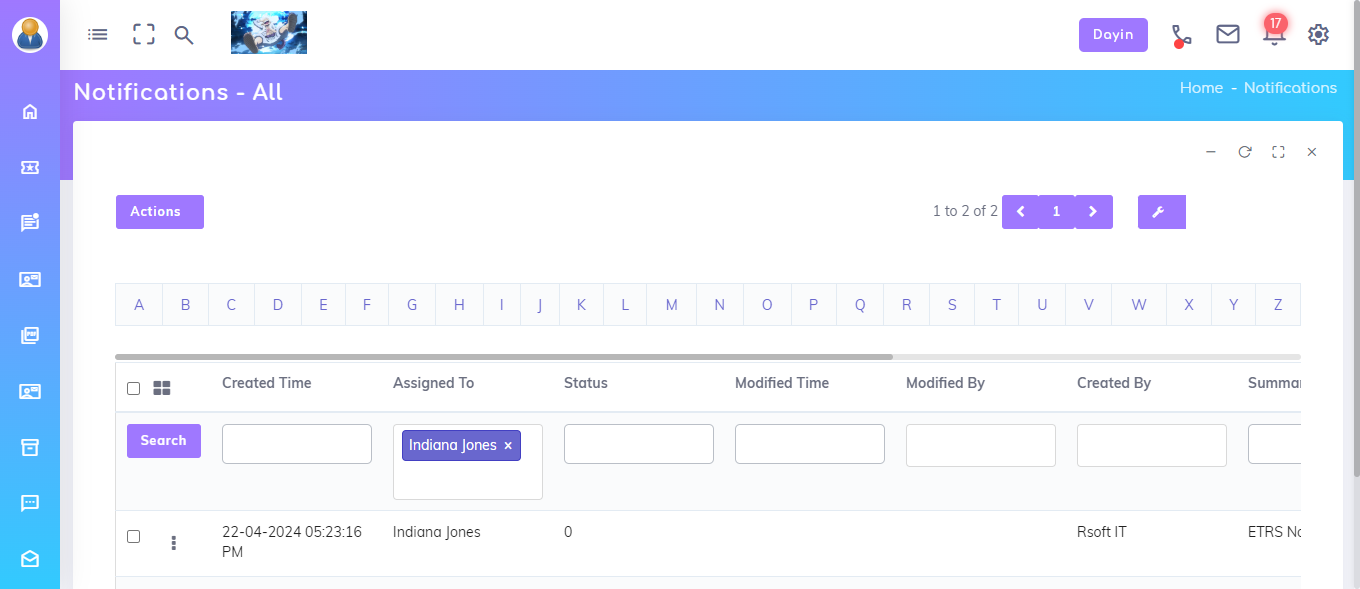 Dayin
17
Notifications - All
Home - Notifications
Actions
1 to 2 of 2
1
A B C D E F G H I J K L M N O P Q R S T U V W X Y Z
Created Time Assigned To Status Modified Time Modified By Created By Summar
Search
Indiana Jones ×
22-04-2024 05:23:16 Indiana Jones 0 Rsoft IT ETRS No
PM